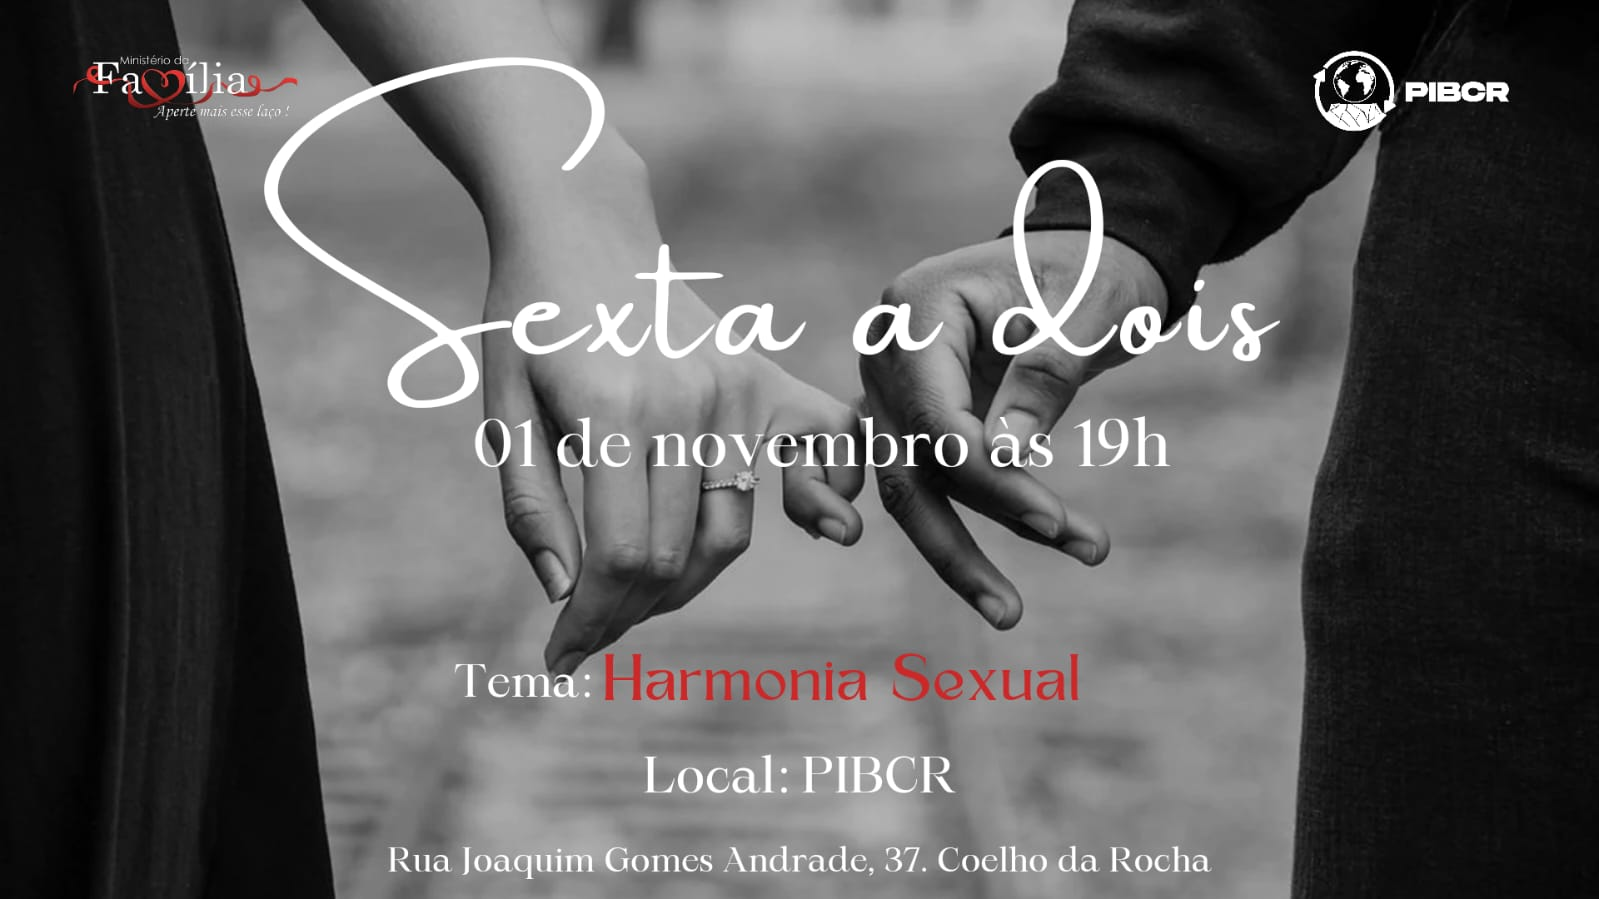 Ministério da
Família
Aperte mais esse laço !
PIBCR
Sexta a dois
01 de novembro às 19h
Tema: Harmonia Sexual
Local: PIBCR
Rua Joaquim Gomes Andrade, 37. Coelho da Rocha